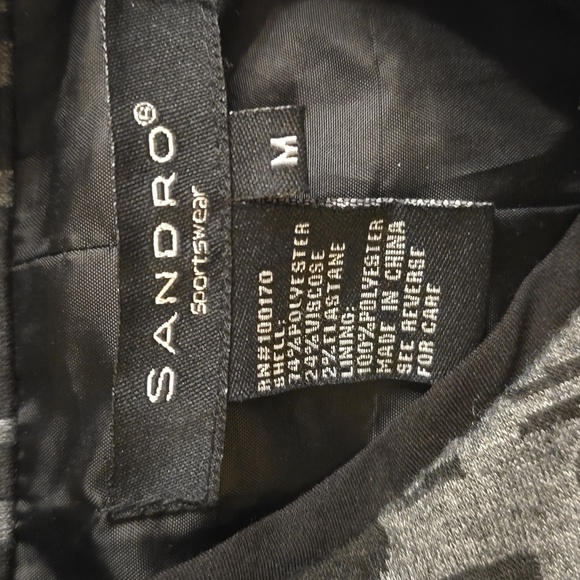 SANDRO®
Sportswear
M
RN#100170
SHELL:
74%POLYESTER
24%VISCOSE
2%ELASTANE
LINING:
100%POLYESTER
MADE IN CHINA
SEE REVERSE
FOR CARE